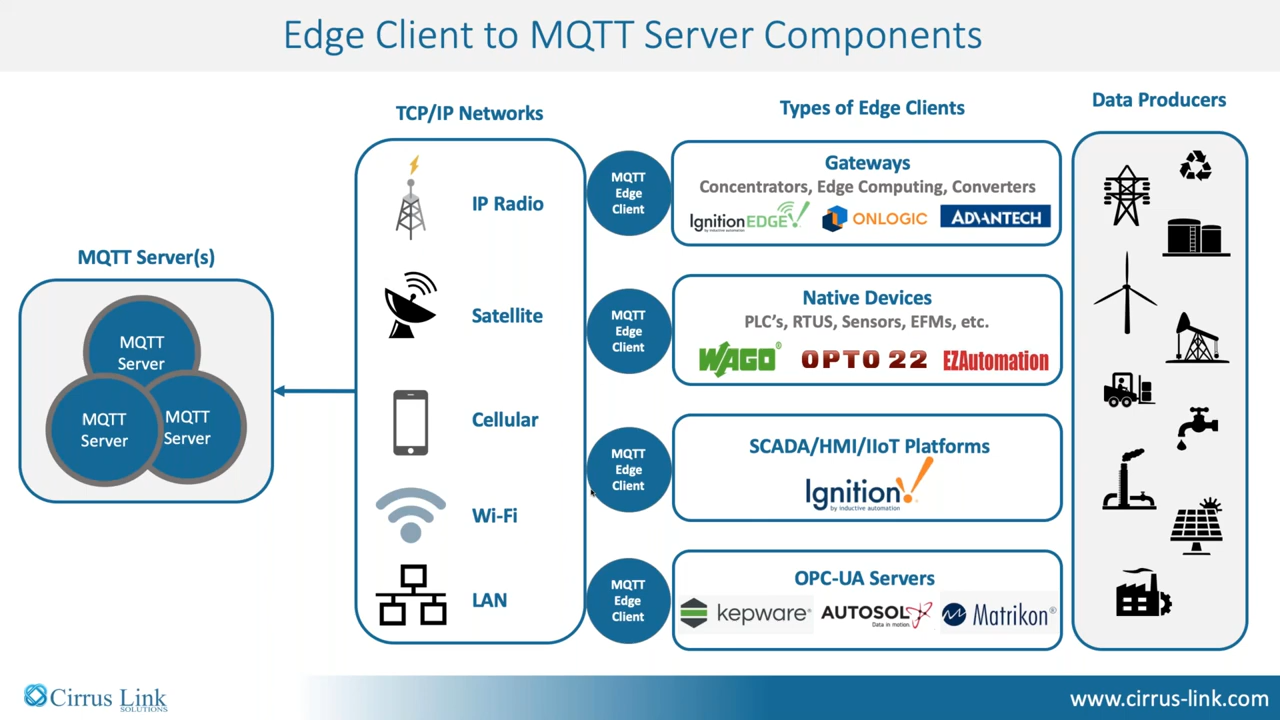 Edge Client to MQTT Server Components
MQTT Server(s)
MQTT
Server
MQTT
Server
MQTT
Server
TCP/IP Networks
IP Radio
Satellite
Cellular
Wi-Fi
LAN
MQTT
Edge
Client
MQTT
Edge
Client
MQTT
Edge
Client
MQTT
Edge
Client
Types of Edge Clients
Gateways
Concentrators, Edge Computing, Converters
Ignition EDGE!
by inductive automation
ONLOGIC
ADVANTECH
Native Devices
PLC's, RTUS, Sensors, EFMs, etc.
WAGO®
OPTO 22
EZAutomation
SCADA/HMI/IIoT Platforms
Ignition!
by inductive automation
OPC-UA Servers
kepware®
AUTOSOL
Data in motion.
Matrikon®
Data Producers
Cirrus Link
SOLUTIONS
www.cirrus-link.com